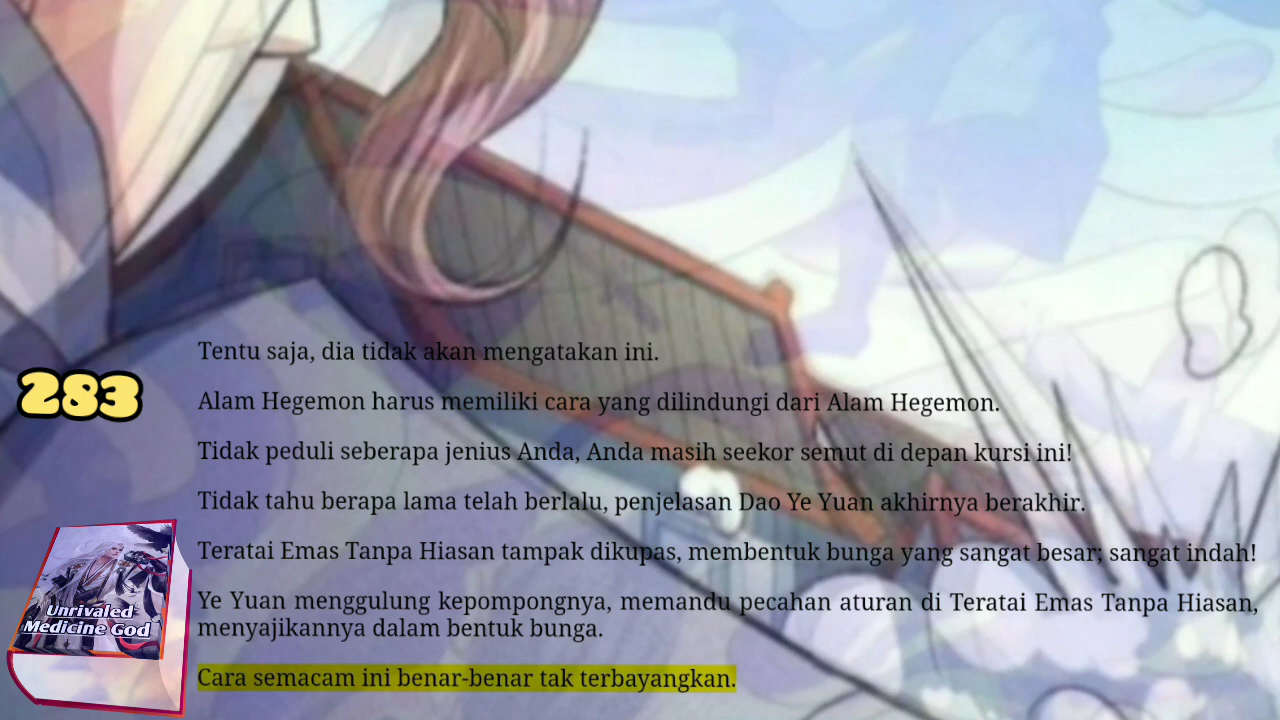 Tentu saja, dia tidak akan mengatakan ini.
283
Alam Hegemon harus memiliki cara yang dilindungi dari Alam Hegemon.
Tidak peduli seberapa jenius Anda, Anda masih seekor semut di depan kursi ini!
Tidak tahu berapa lama telah berlalu, penjelasan Dao Ye Yuan akhirnya berakhir.
Teratai Emas Tanpa Hiasan tampak dikupas, membentuk bunga yang sangat besar; sangat indah!
Ye Yuan menggulung kepompongnya, memandu pecahan aturan di Teratai Emas Tanpa Hiasan,
menyajikannya dalam bentuk bunga.
Cara semacam ini benar-benar tak terbayangkan.
Unrivaled
Medicine God